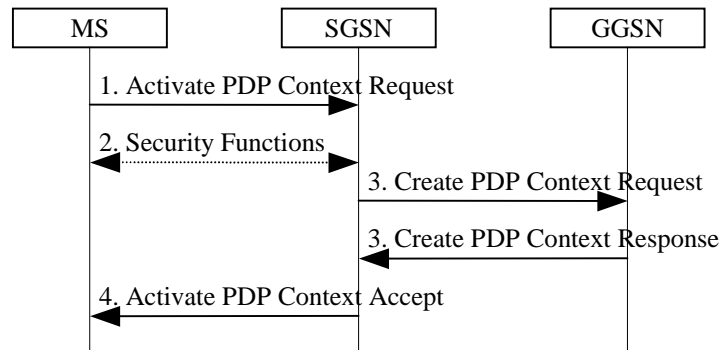 MS SGSN GGSN
1. Activate PDP Context Request
2. Security Functions
3. Create PDP Context Request
3. Create PDP Context Response
4. Activate PDP Context Accept